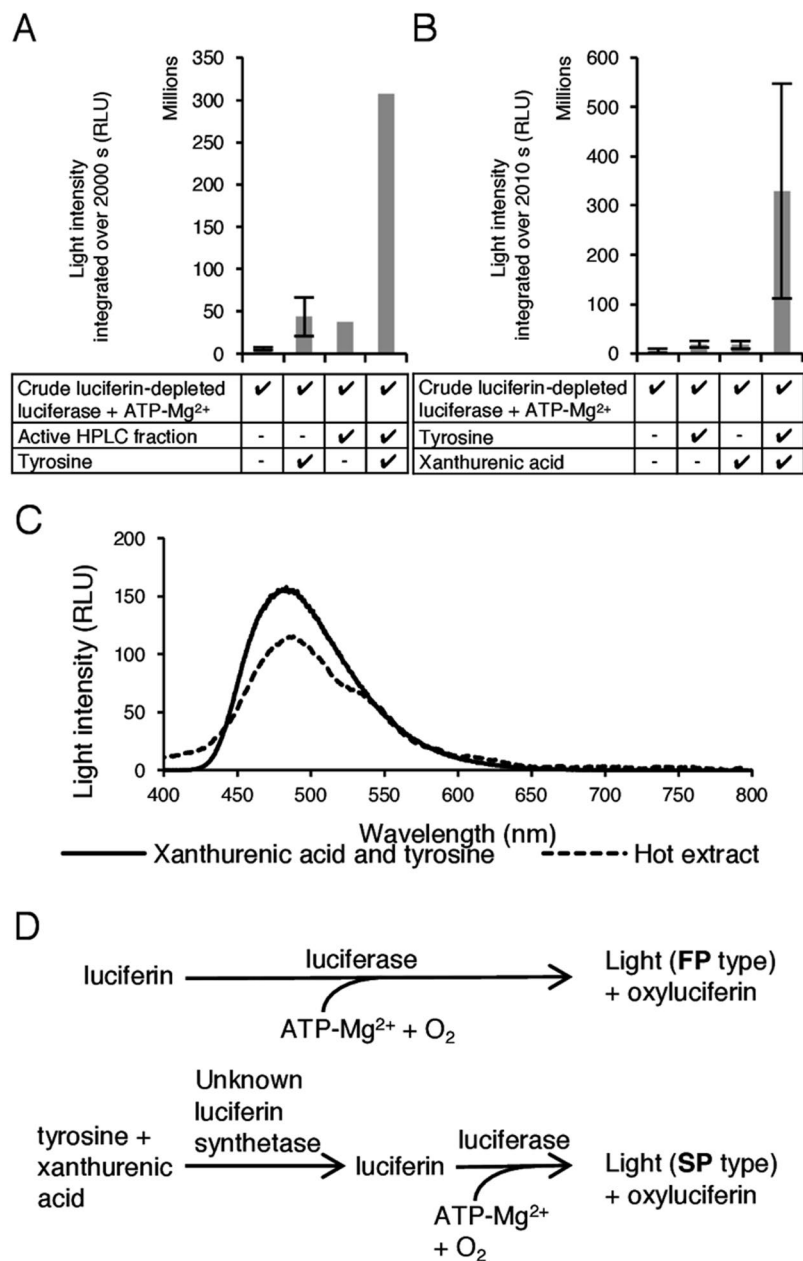 A
Light intensity
integrated over 2000 s (RLU)
Millions
350
300
250
200
150
100
50
0
Crude luciferin-depleted
luciferase + ATP-Mg²⁺
✔ ✔ ✔ ✔
Active HPLC fraction - - ✔ ✔
Tyrosine - ✔ - ✔
B
Light intensity
integrated over 2010 s (RLU)
Millions
600
500
400
300
200
100
0
Crude luciferin-depleted
luciferase + ATP-Mg²⁺
✔ ✔ ✔ ✔
Tyrosine - ✔ - ✔
Xanthurenic acid - - ✔ ✔
C
Light intensity (RLU)
200
150
100
50
0
400 450 500 550 600 650 700 750 800
Wavelength (nm)
Xanthurenic acid and tyrosine Hot extract
D
luciferin
luciferase
ATP-Mg²⁺ + O₂
Light (FP type)
+ oxyluciferin
tyrosine +
xanthurenic
acid
Unknown
luciferin
synthetase
luciferin
luciferase
ATP-Mg²⁺
+ O₂
Light (SP type)
+ oxyluciferin